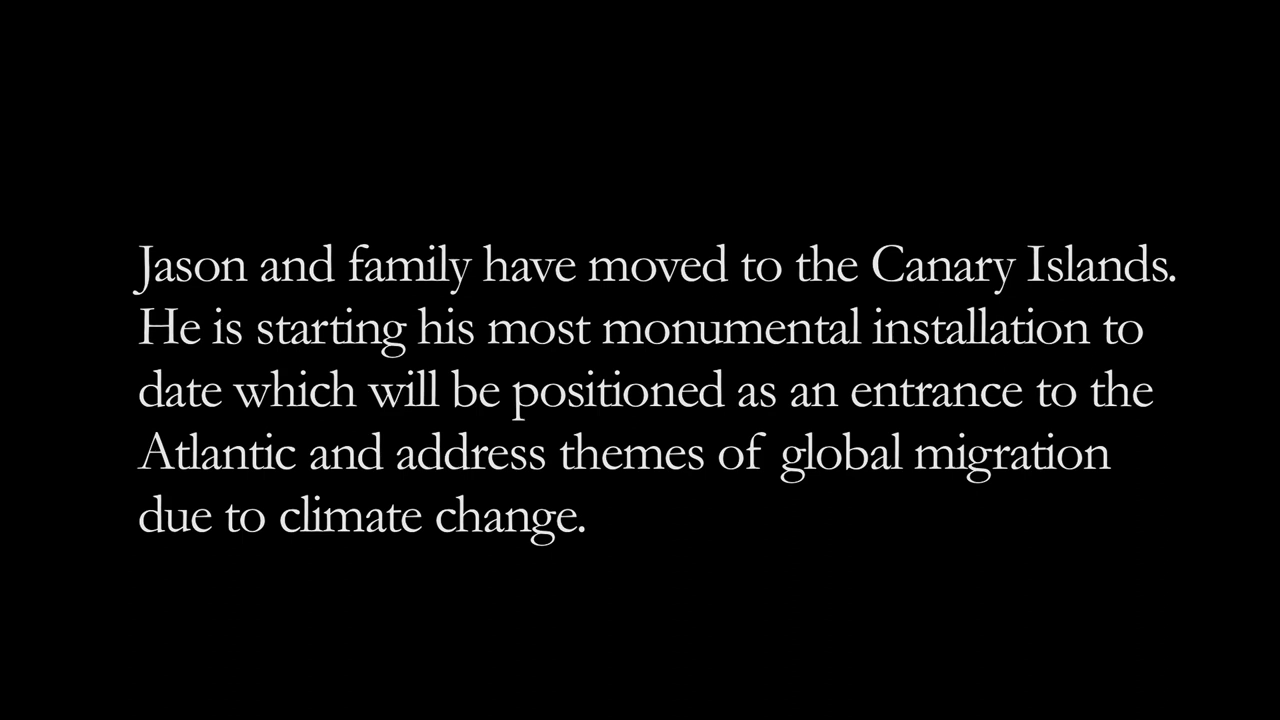 Jason and family have moved to the Canary Islands.
He is starting his most monumental installation to
date which will be positioned as an entrance to the
Atlantic and address themes of global migration
due to climate change.